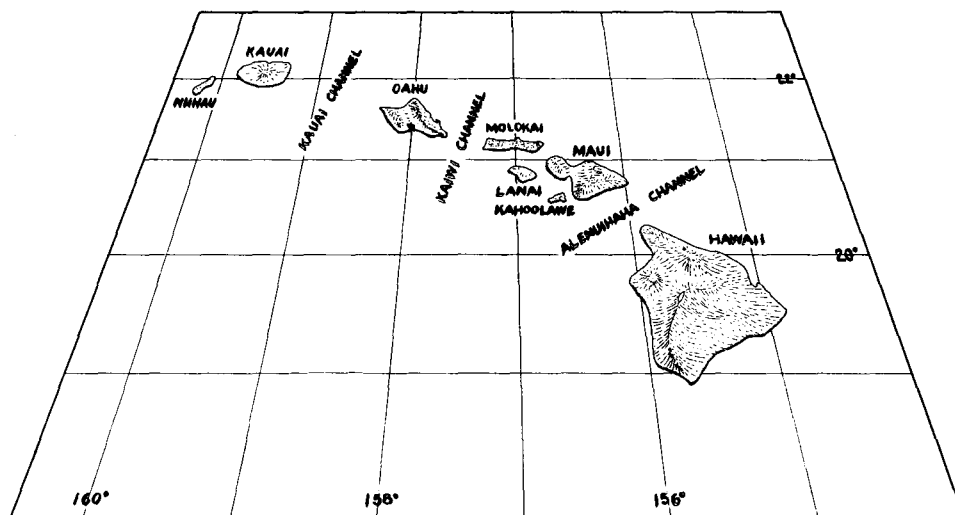 KAUAI
NIIHAU
KAUAI CHANNEL
OAHU
KAIWI CHANNEL
MOLOKAI
MAUI
LANAI
KAHOOLAWE
ALENUIHAHA CHANNEL
HAWAII
22°
20°
160°
158°
156°